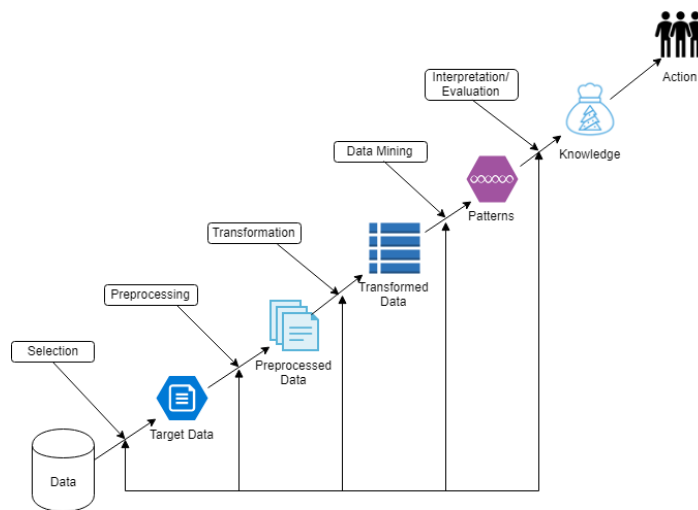 Action
Interpretation/
Evaluation
Knowledge
Data Mining
Patterns
Transformation
Transformed
Data
Preprocessing
Preprocessed
Data
Selection
Target Data
Data